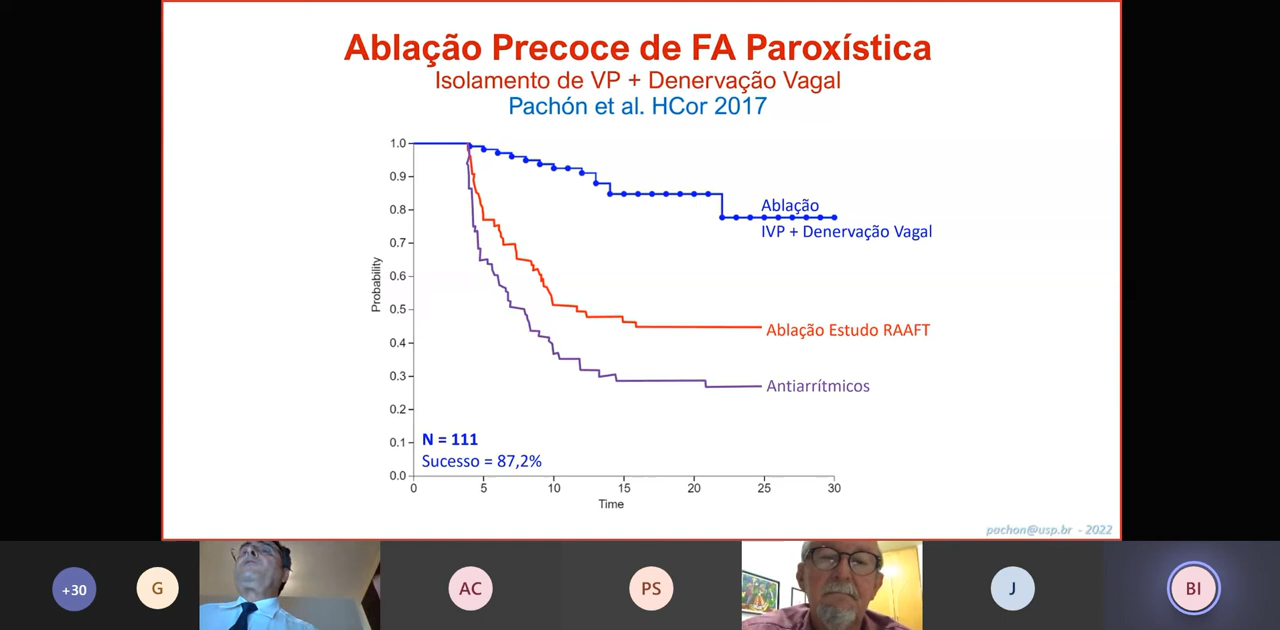 Ablação Precoce de FA Paroxística
Isolamento de VP + Denervação Vagal
Pachón et al. HCor 2017
1.0
0.9
0.8
0.7
0.6
0.5
0.4
0.3
0.2
0.1
0.0
Probability
Ablação
IVP + Denervação Vagal
Ablação Estudo RAAFT
Antiarrítmicos
N = 111
Sucesso = 87,2%
0 5 10 15 20 25 30
Time
pachon@usp.br - 2022
+30
G
AC
PS
J
BI